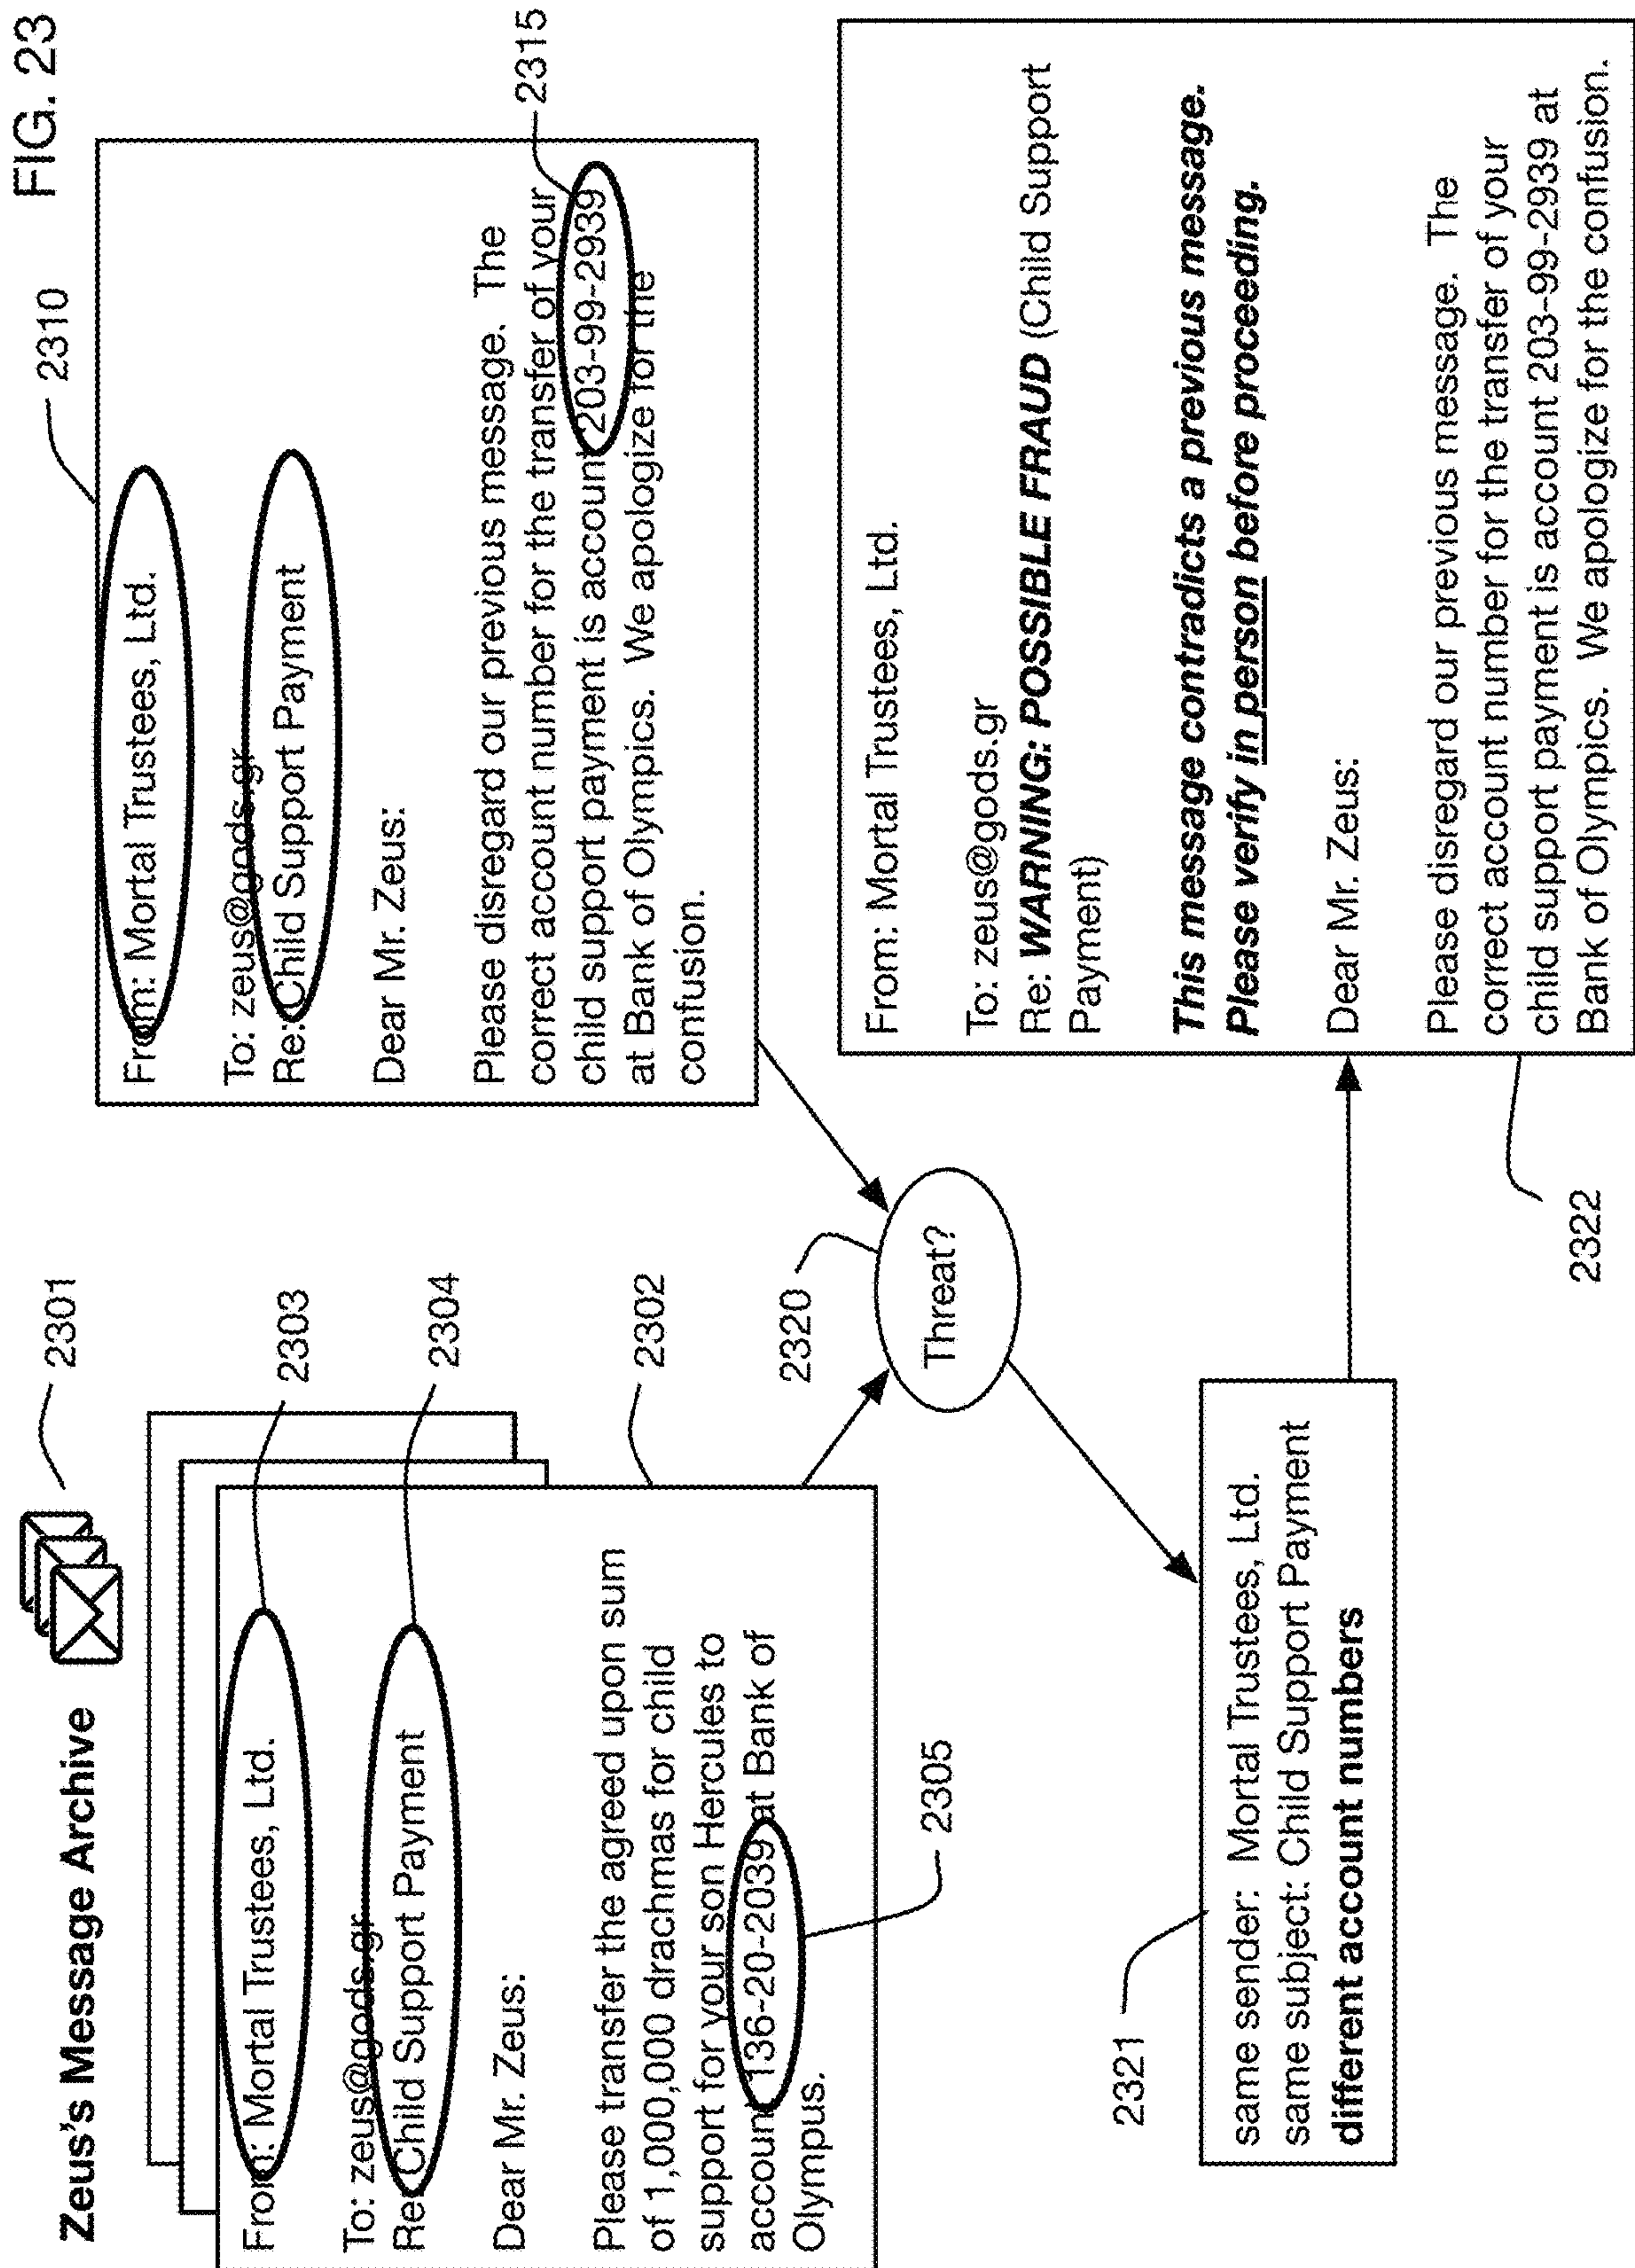 FIG. 23
Zeus's Message Archive
2301
From: Mortal Trustees, Ltd.
2303
To: zeus@gods.gr
Re: Child Support Payment
2304
Dear Mr. Zeus:
Please transfer the agreed upon sum
of 1,000,000 drachmas for child
support for your son Hercules to
account 136-20-2039 at Bank of
Olympus.
2302
2305
2310
From: Mortal Trustees, Ltd.
To: zeus@gods.gr
Re: Child Support Payment
Dear Mr. Zeus:
Please disregard our previous message. The
correct account number for the transfer of your
child support payment is account 203-99-2939
at Bank of Olympics. We apologize for the
confusion.
2315
2320
Threat?
2321
same sender: Mortal Trustees, Ltd.
same subject: Child Support Payment
different account numbers
From: Mortal Trustees, Ltd.
To: zeus@gods.gr
Re: WARNING: POSSIBLE FRAUD (Child Support
Payment)
This message contradicts a previous message.
Please verify in person before proceeding.
Dear Mr. Zeus:
Please disregard our previous message. The
correct account number for the transfer of your
child support payment is account 203-99-2939 at
Bank of Olympics. We apologize for the confusion.
2322